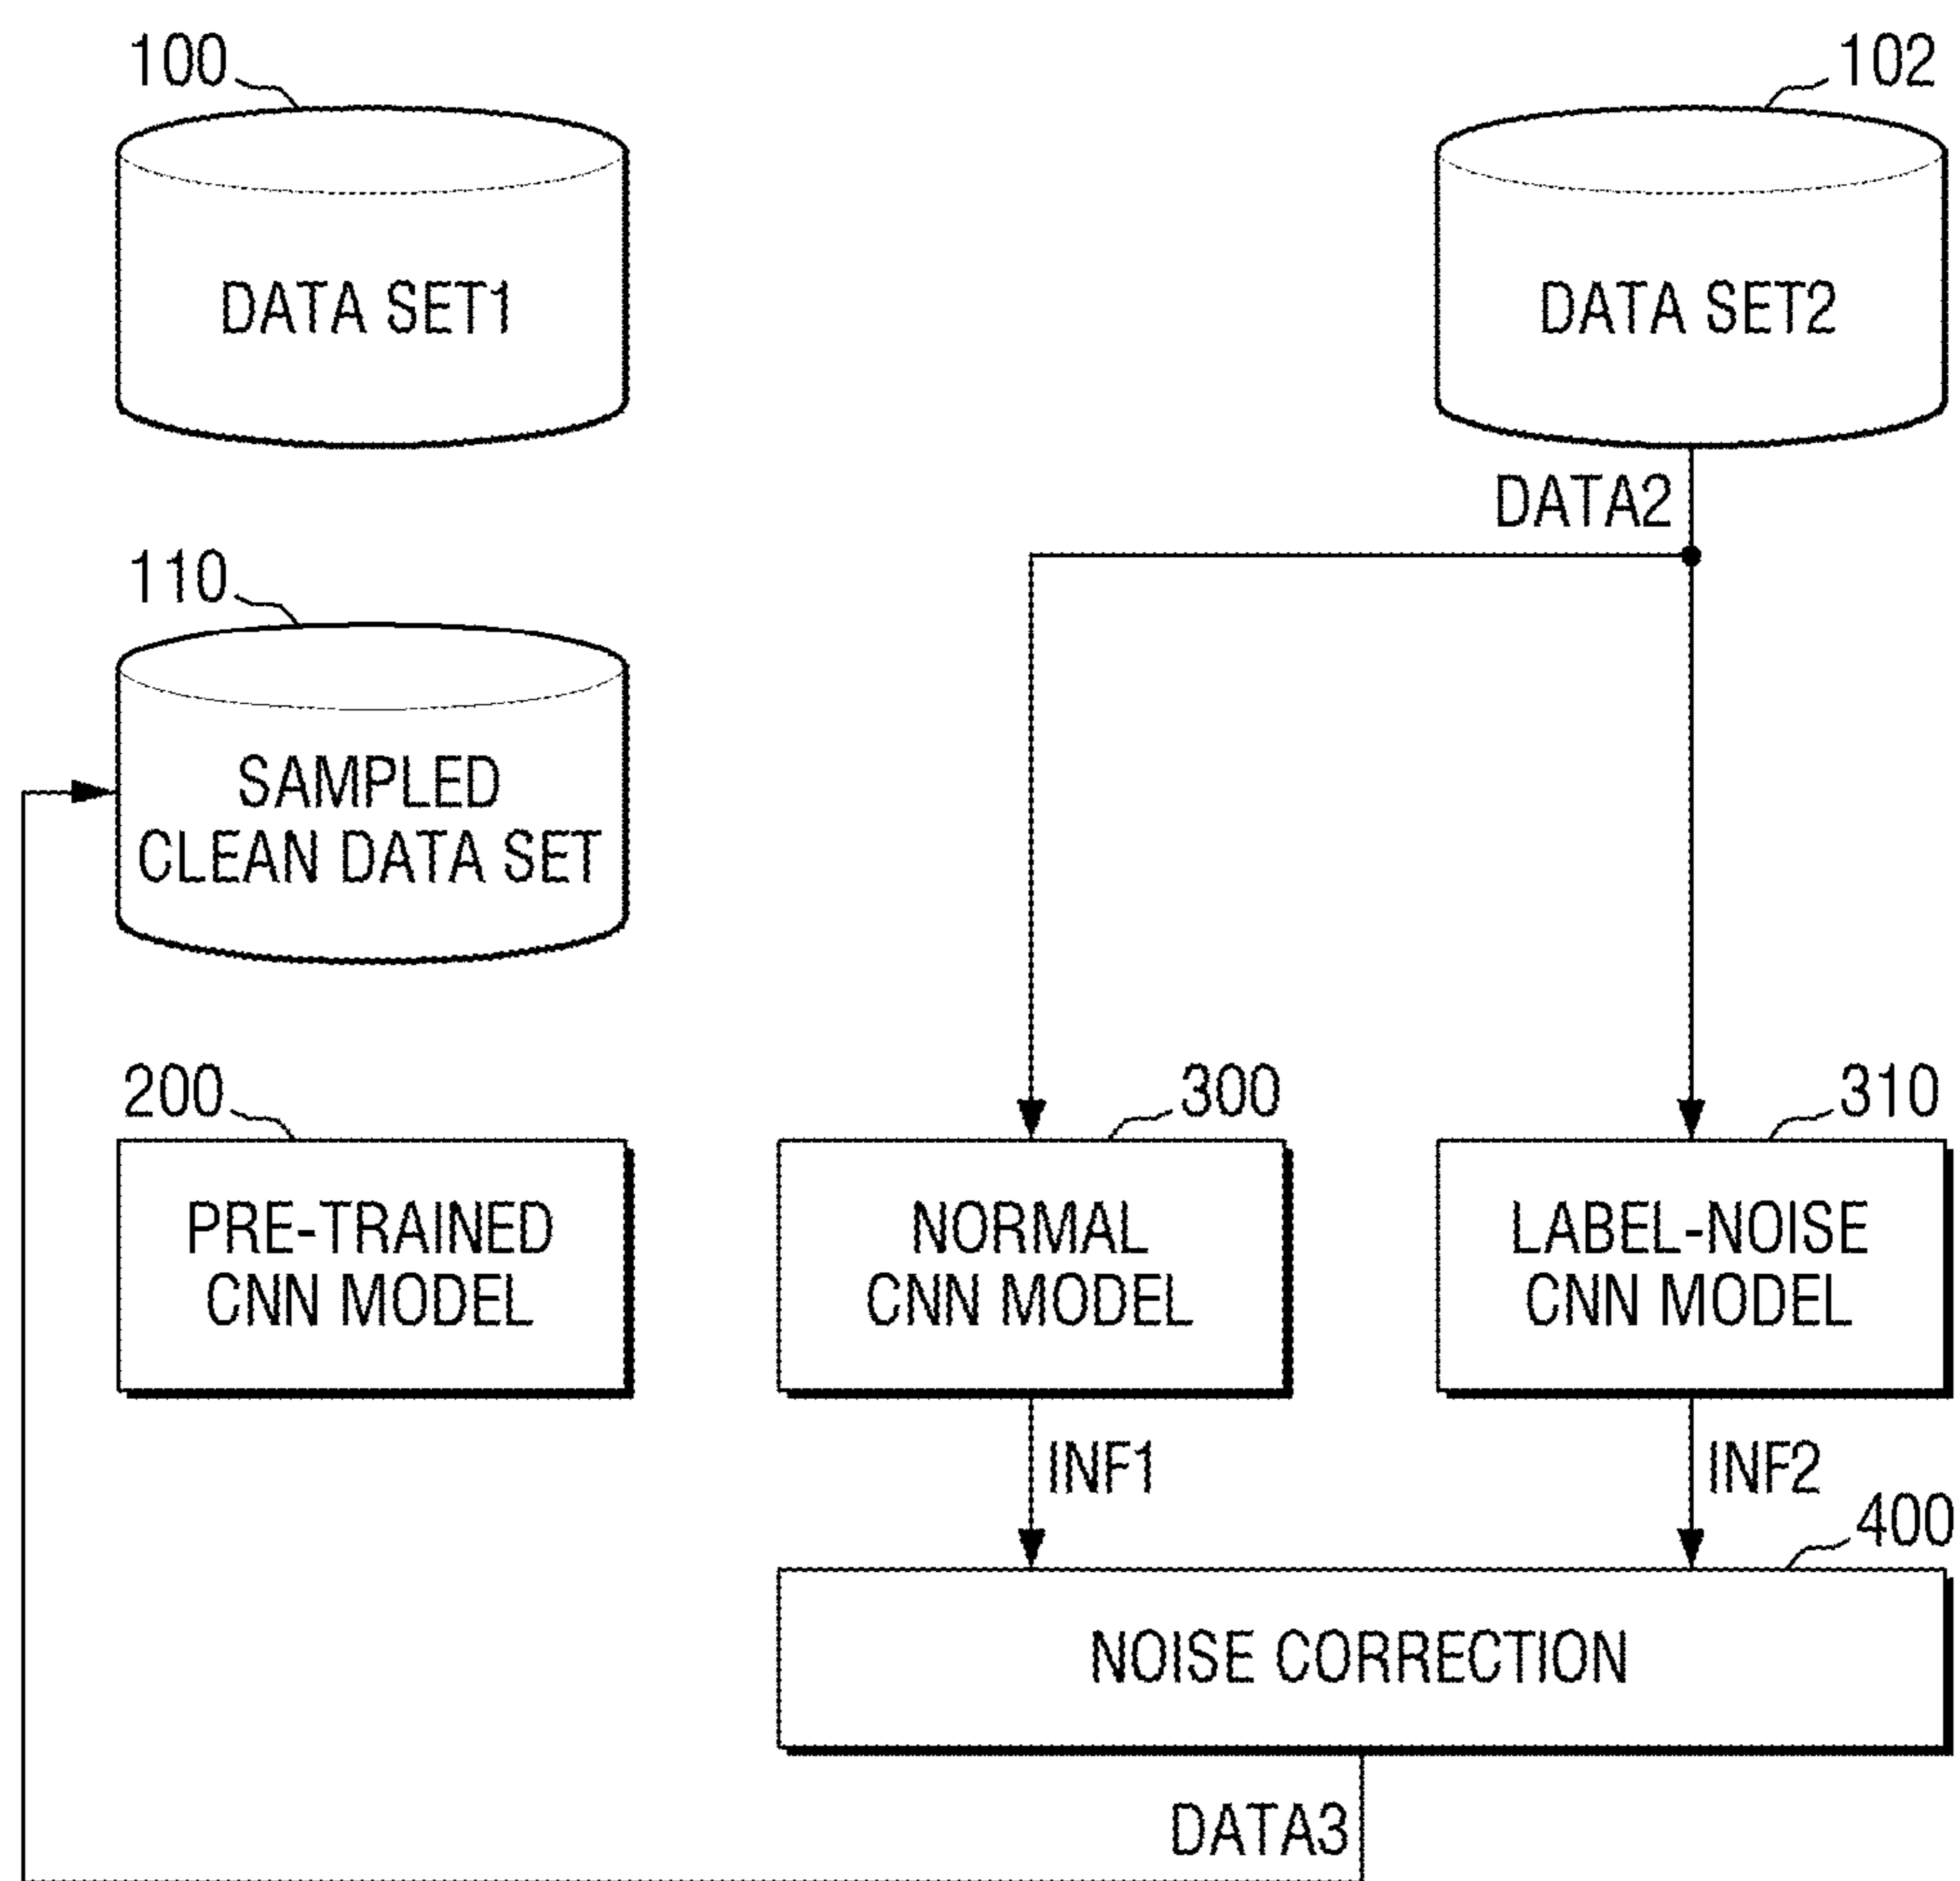 100
102
DATA SET1
DATA SET2
DATA2
110
SAMPLED
CLEAN DATA SET
200
300
310
PRE-TRAINED
CNN MODEL
NORMAL
CNN MODEL
LABEL-NOISE
CNN MODEL
INF1
INF2
400
NOISE CORRECTION
DATA3